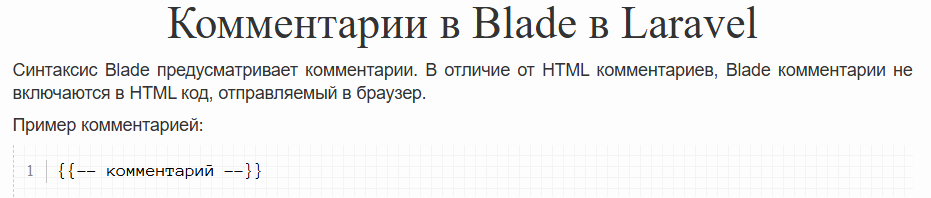 Комментарии в Blade в Laravel
Синтаксис Blade предусматривает комментарии. В отличие от HTML комментариев, Blade комментарии не
включаются в HTML код, отправляемый в браузер.
Пример комментарией:
1 {{-- комментарий --}}